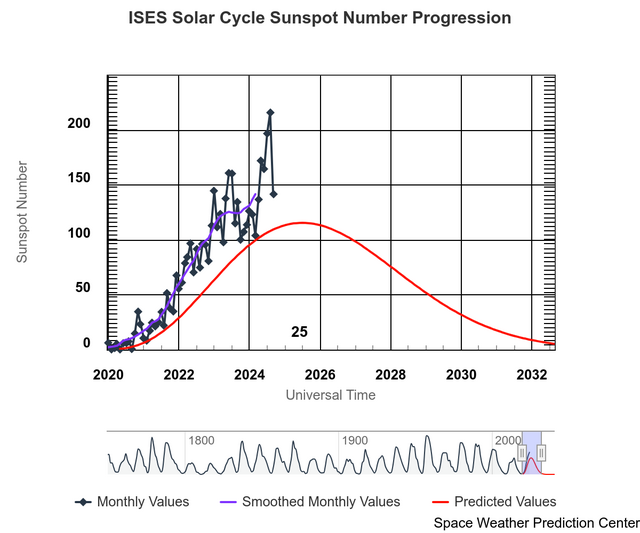 ISES Solar Cycle Sunspot Number Progression
Sunspot Number
200
150
100
50
0
25
2020 2022 2024 2026 2028 2030 2032
Universal Time
1800 1900 2000
Monthly Values Smoothed Monthly Values Predicted Values
Space Weather Prediction Center